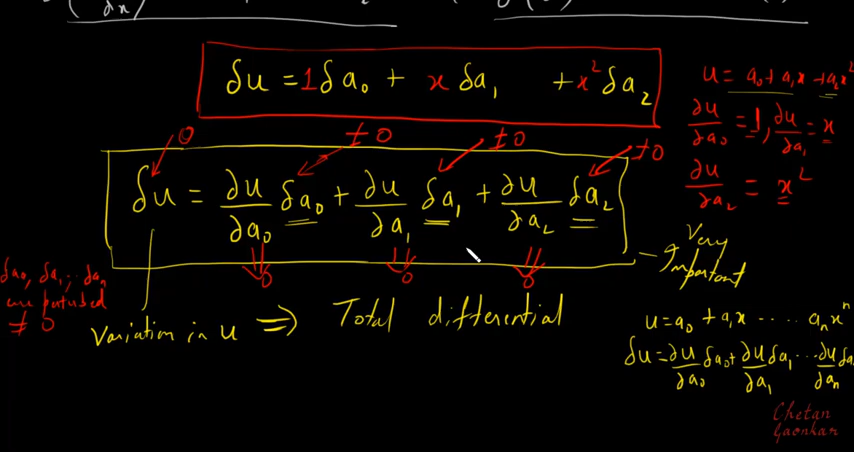 δu = 1δa₀ + x δa₁ + x² δa₂
u = a₀ + a₁x + a₂x²
∂u/∂a₀ = 1, ∂u/∂a₁ = x
∂u/∂a₂ = x²
0 ≠0 ≠0 ≠0
δu = ∂u/∂a₀ δa₀ + ∂u/∂a₁ δa₁ + ∂u/∂a₂ δa₂
0 0 0
Very
Important
δa₀, δa₁, ; δaₙ
are perturbed
≠ 0
Variation in u ⇒ Total differential
u = a₀ + a₁x ..... aₙxⁿ
δu = ∂u/∂a₀ δa₀ + ∂u/∂a₁ δa₁ ... ∂u/∂aₙ δa
Chetan
Gaonkar